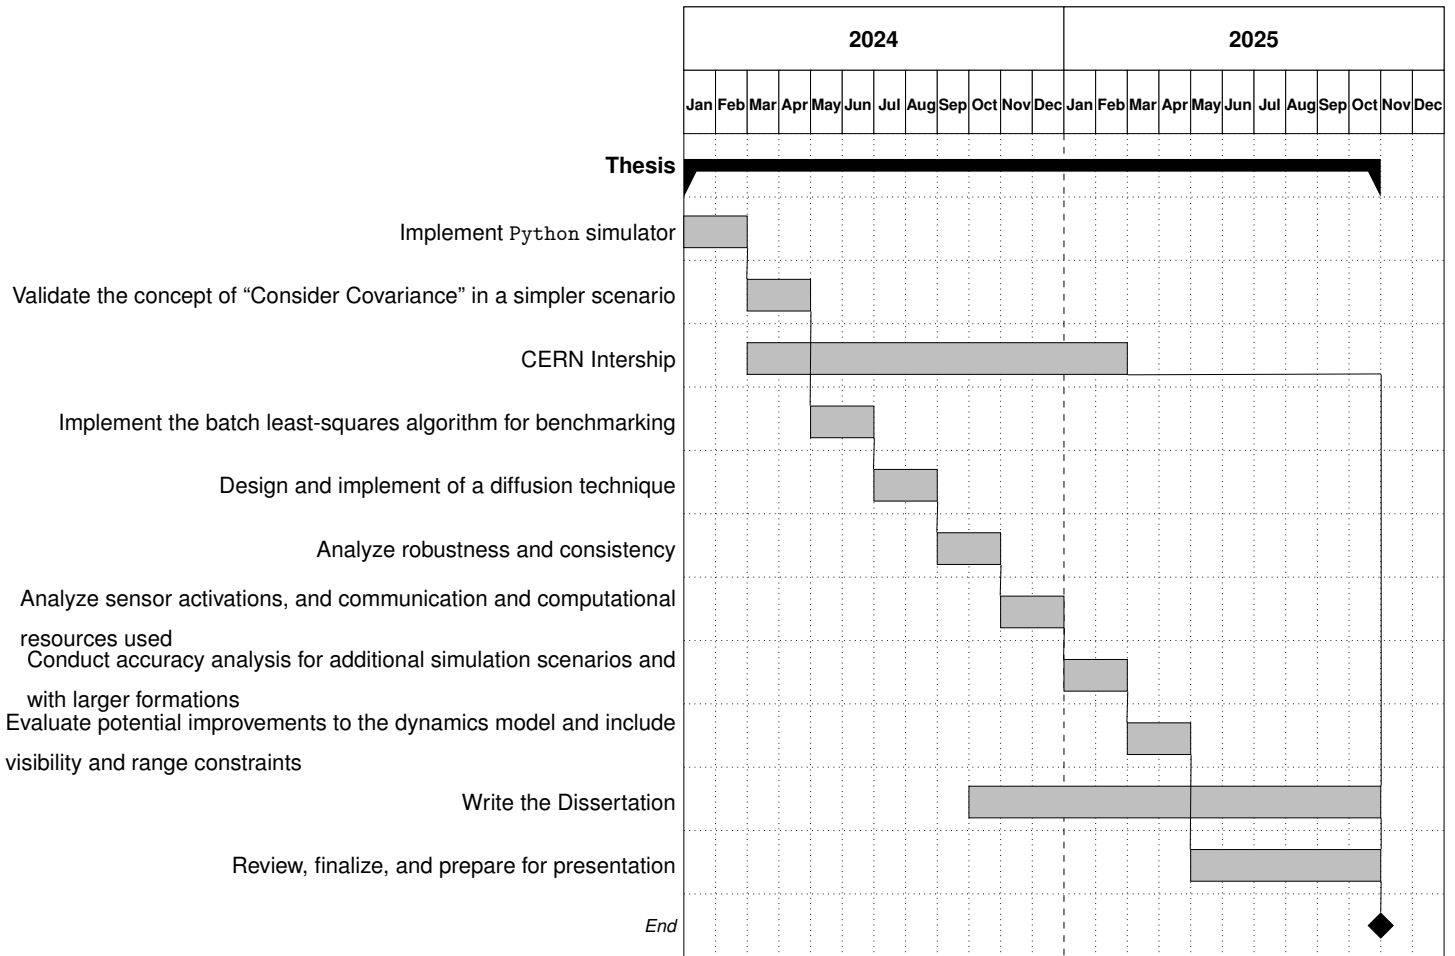 2024 2025
Jan Feb Mar Apr May Jun Jul Aug Sep Oct Nov Dec Jan Feb Mar Apr May Jun Jul Aug Sep Oct Nov Dec
Thesis
Implement Python simulator
Validate the concept of “Consider Covariance” in a simpler scenario
CERN Intership
Implement the batch least-squares algorithm for benchmarking
Design and implement of a diffusion technique
Analyze robustness and consistency
Analyze sensor activations, and communication and computational
resources used
Conduct accuracy analysis for additional simulation scenarios and
with larger formations
Evaluate potential improvements to the dynamics model and include
visibility and range constraints
Write the Dissertation
Review, finalize, and prepare for presentation
End